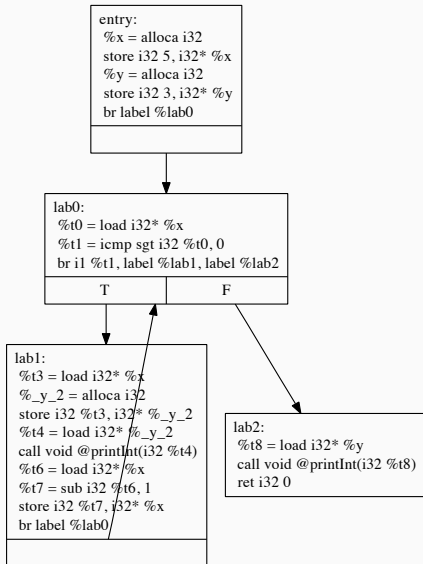 entry:
%x = alloca i32
store i32 5, i32* %x
%y = alloca i32
store i32 3, i32* %y
br label %lab0
lab0:
%t0 = load i32* %x
%t1 = icmp sgt i32 %t0, 0
br i1 %t1, label %lab1, label %lab2
T F
lab1:
%t3 = load i32* %x
%_y_2 = alloca i32
store i32 %t3, i32* %_y_2
%t4 = load i32* %_y_2
call void @printInt(i32 %t4)
%t6 = load i32* %x
%t7 = sub i32 %t6, 1
store i32 %t7, i32* %x
br label %lab0
lab2:
%t8 = load i32* %y
call void @printInt(i32 %t8)
ret i32 0